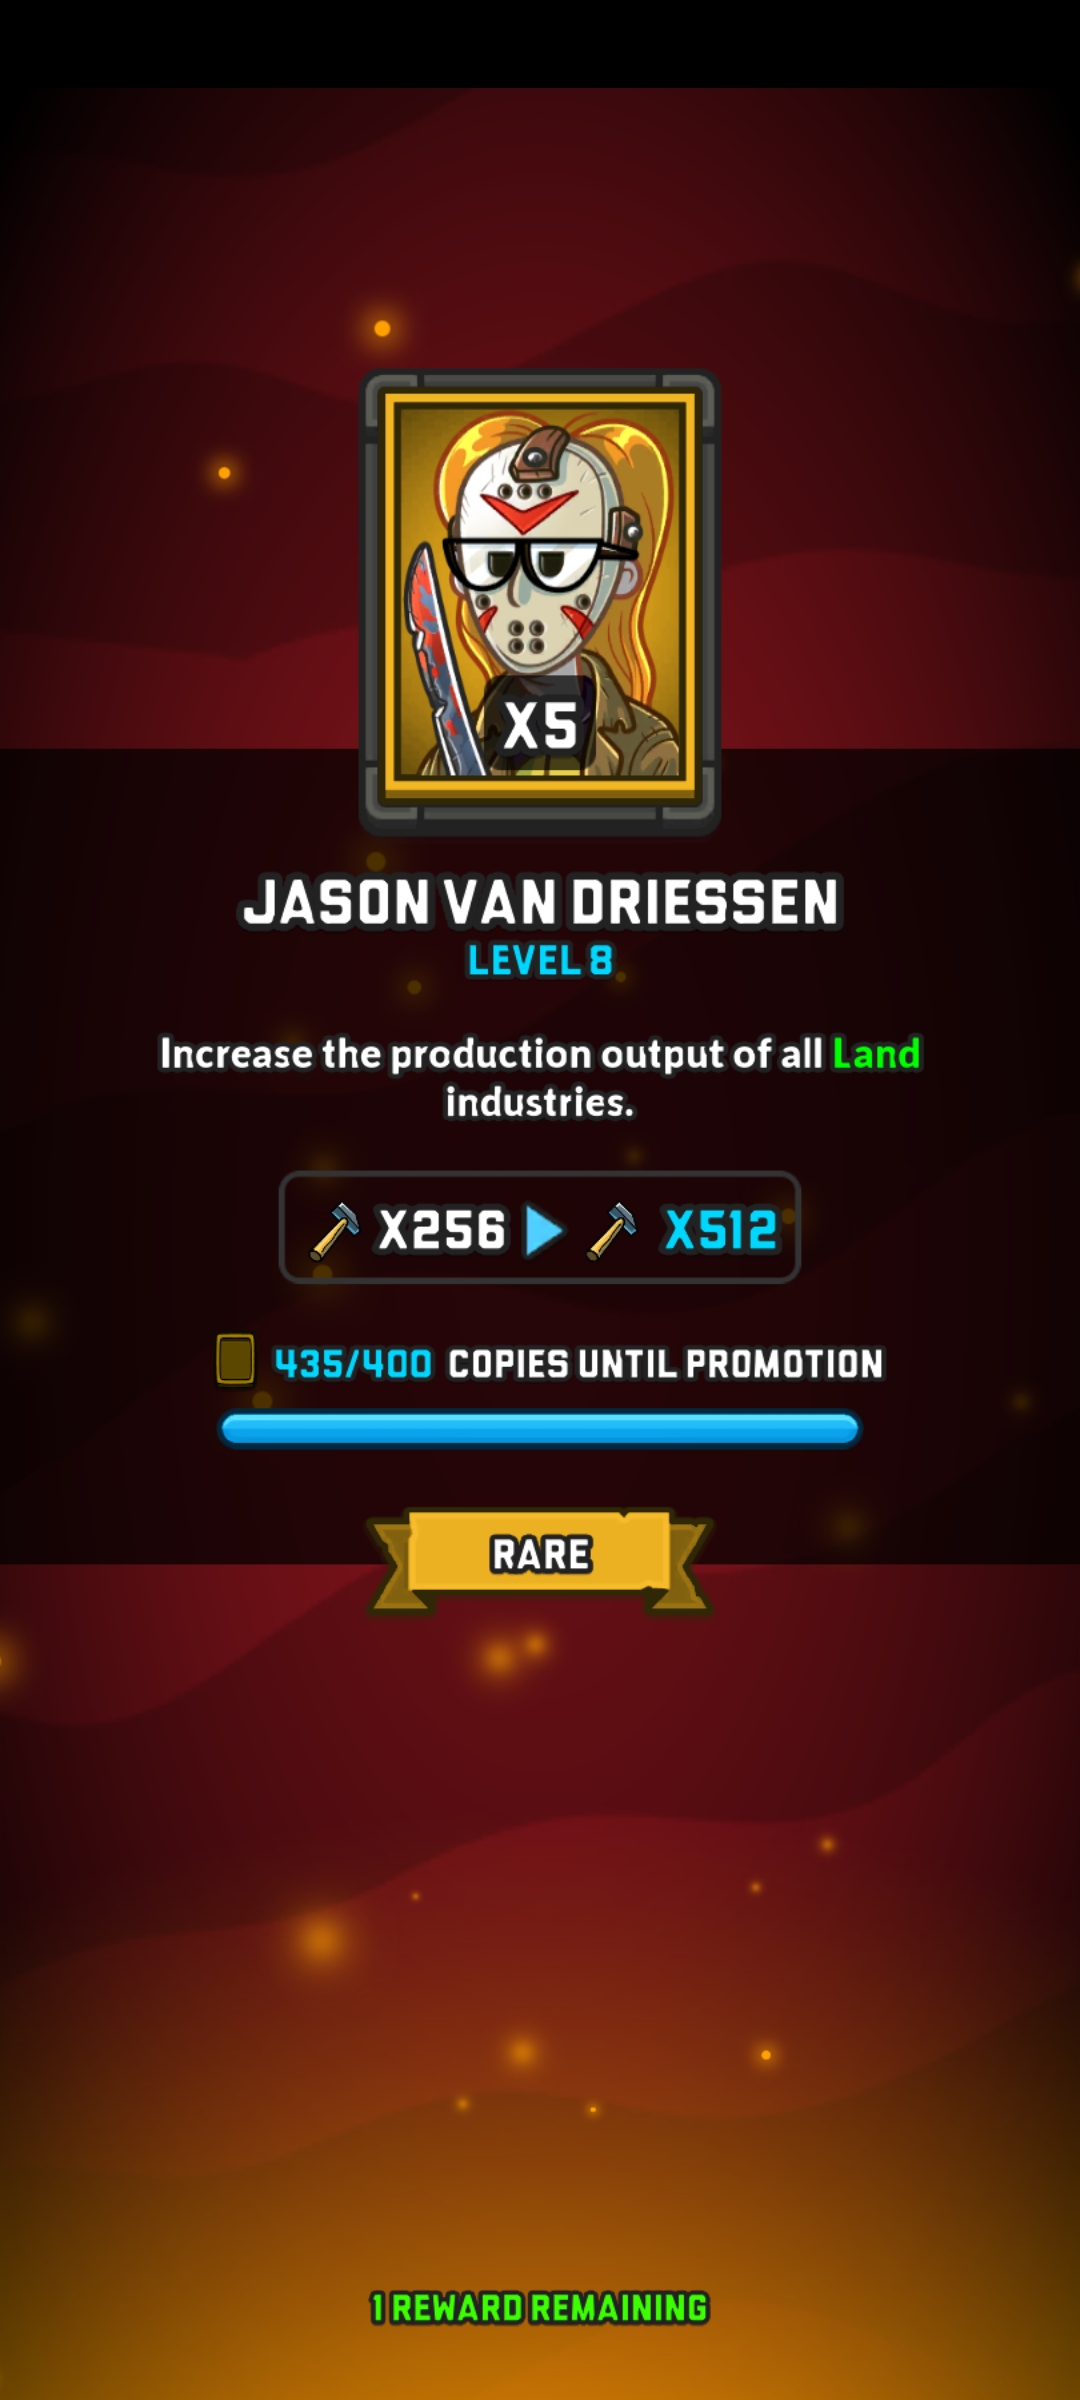 X5
JASON VAN DRIESSEN
LEVEL 8
Increase the production output of all Land
industries.
X256 X512
435/400 COPIES UNTIL PROMOTION
RARE
1 REWARD REMAINING